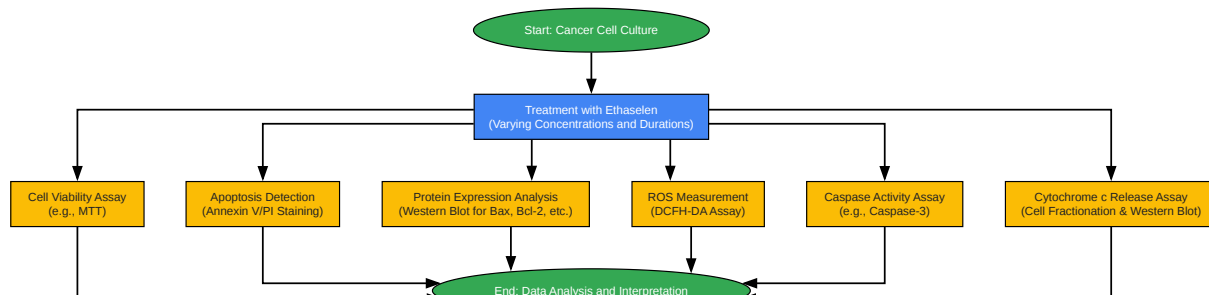 Start: Cancer Cell Culture
Treatment with Ethaselen
(Varying Concentrations and Durations)
Cell Viability Assay
(e.g., MTT)
Apoptosis Detection
(Annexin V/PI Staining)
Protein Expression Analysis
(Western Blot for Bax, Bcl-2, etc.)
ROS Measurement
(DCFH-DA Assay)
Caspase Activity Assay
(e.g., Caspase-3)
Cytochrome c Release Assay
(Cell Fractionation & Western Blot)
End: Data Analysis and Interpretation